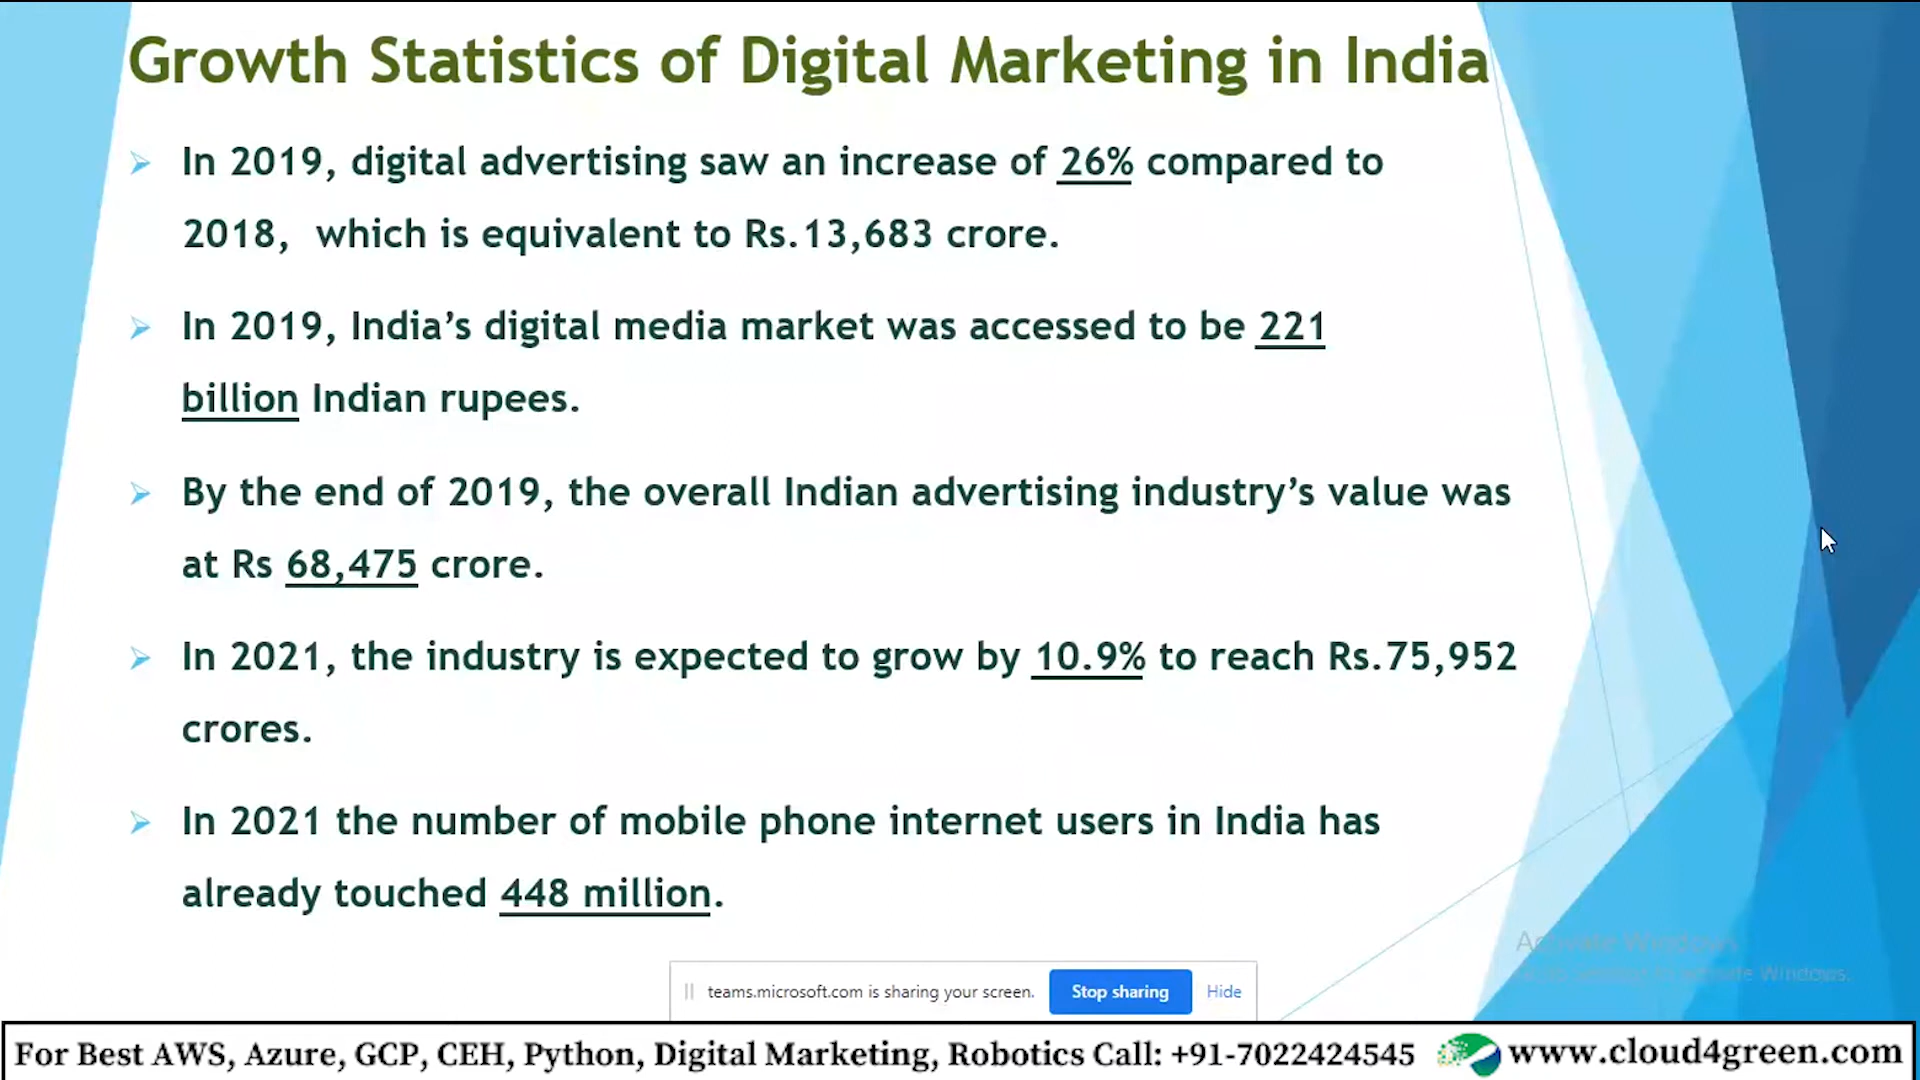 Growth Statistics of Digital Marketing in India
In 2019, digital advertising saw an increase of 26% compared to
2018, which is equivalent to Rs.13,683 crore.
In 2019, India’s digital media market was accessed to be 221
billion Indian rupees.
By the end of 2019, the overall Indian advertising industry’s value was
at Rs 68,475 crore.
In 2021, the industry is expected to grow by 10.9% to reach Rs.75,952
crores.
In 2021 the number of mobile phone internet users in India has
already touched 448 million.
Activate Windows
activate Windows.
teams.microsoft.com is sharing your screen. Stop sharing Hide
For Best AWS, Azure, GCP, CEH, Python, Digital Marketing, Robotics Call: +91-7022424545 www.cloud4green.com